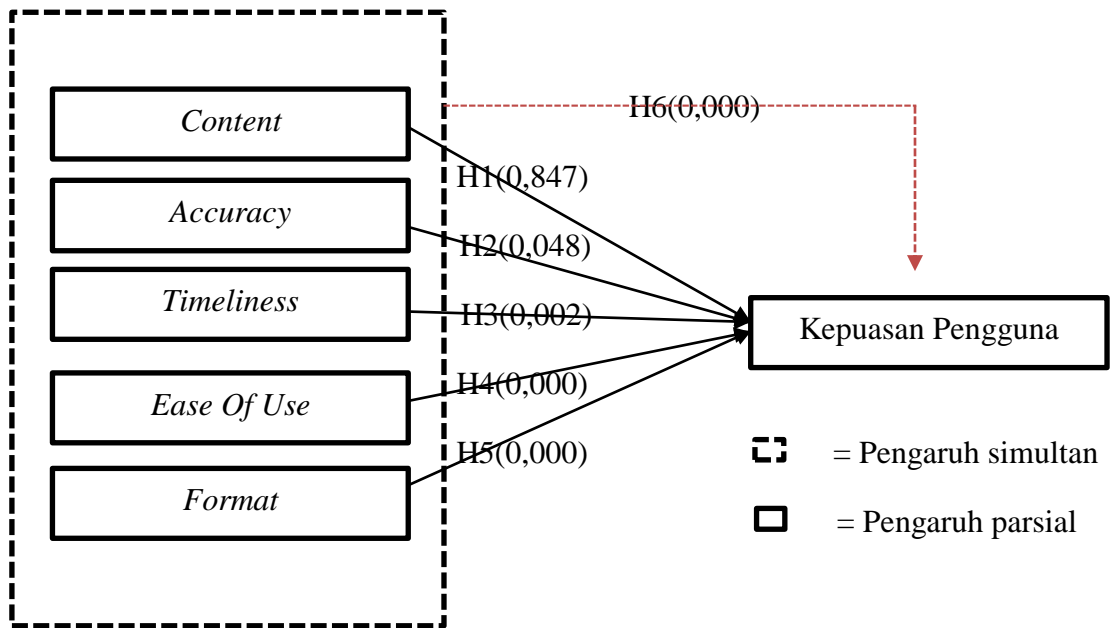 Content
Accuracy
Timeliness
Ease Of Use
Format
H6(0,000)
H1(0,847)
H2(0,048)
H3(0,002)
H4(0,000)
H5(0,000)
Kepuasan Pengguna
= Pengaruh simultan
= Pengaruh parsial